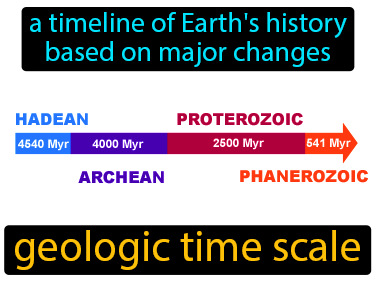 a timeline of Earth's history
based on major changes
HADEAN PROTEROZOIC
4540 Myr 4000 Myr 2500 Myr 541 Myr
ARCHEAN PHANEROZOIC
geologic time scale